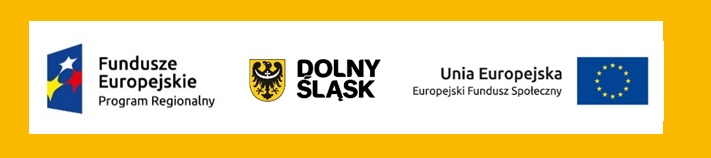 Fundusze
Europejskie
Program Regionalny
DOLNY
ŚLĄSK
Unia Europejska
Europejski Fundusz Społeczny